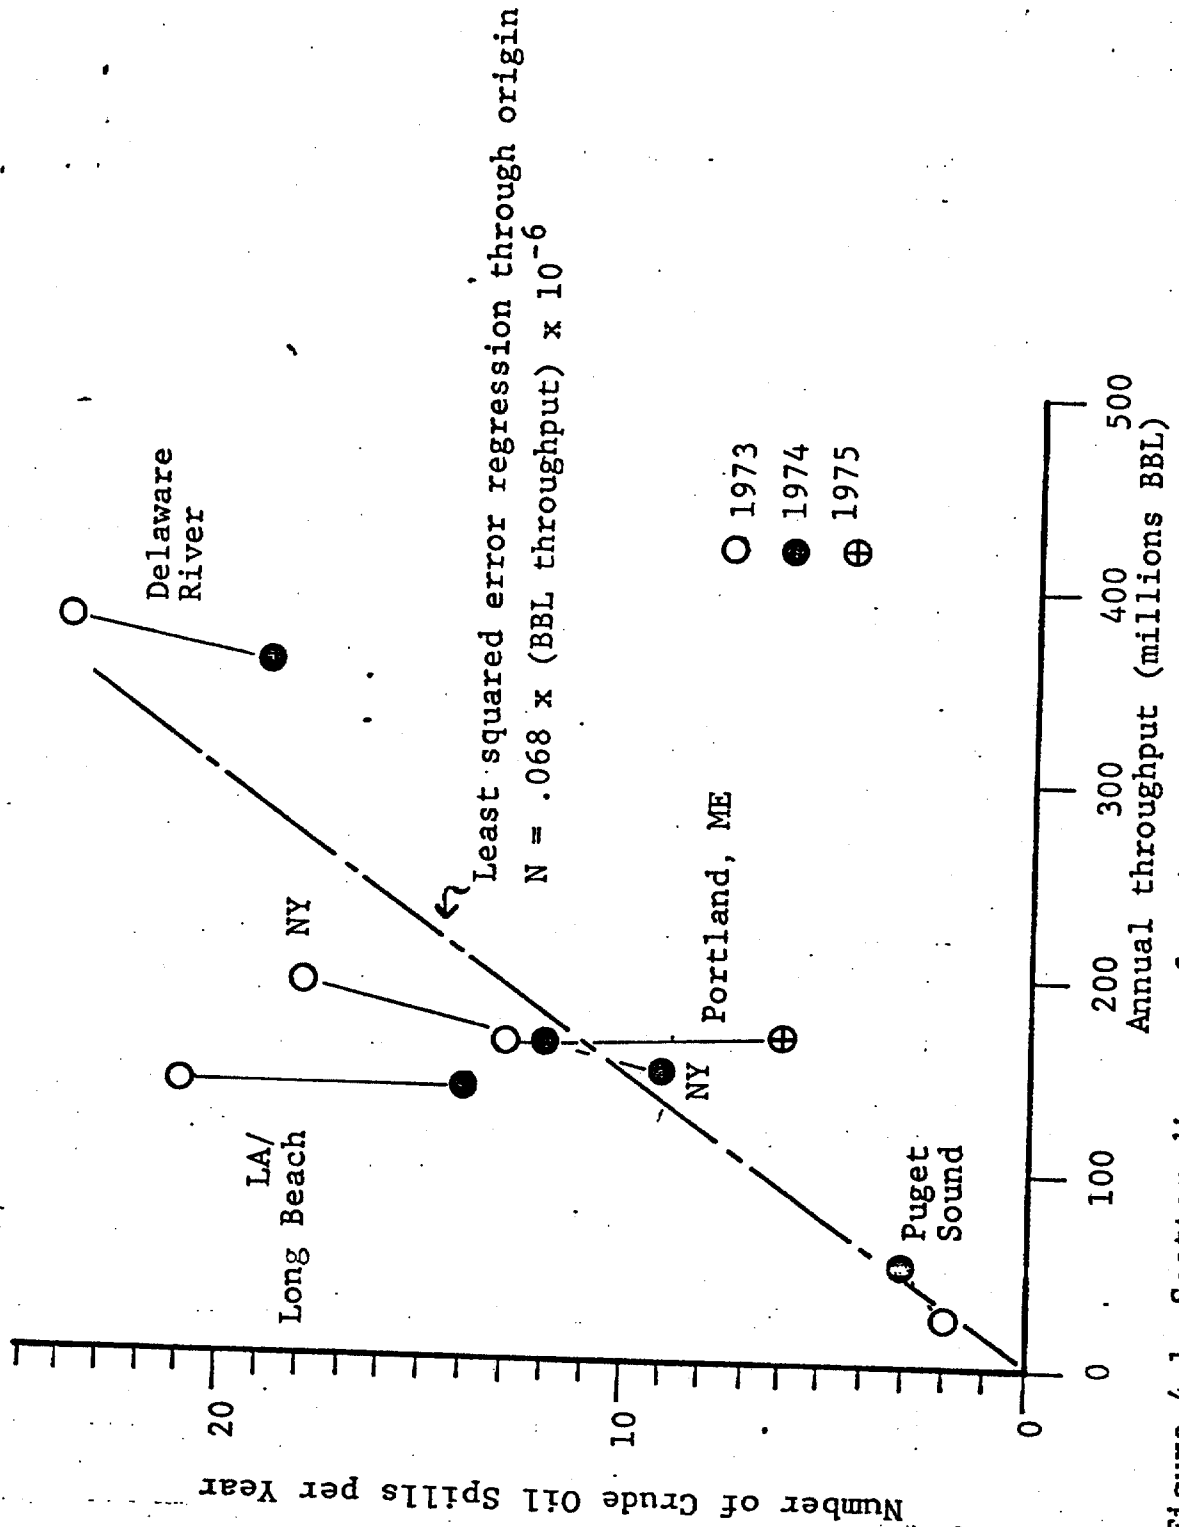 Number of Crude Oil Spills per Year
20
10
0
LA/
Long Beach
NY
Delaware
River
Least squared error regression through origin
N = .068 x (BBL throughput) x 10⁻⁶
Portland, ME
NY
Puget
Sound
1973
1974
1975
0 100 200 300 400 500
Annual throughput (millions BBL)